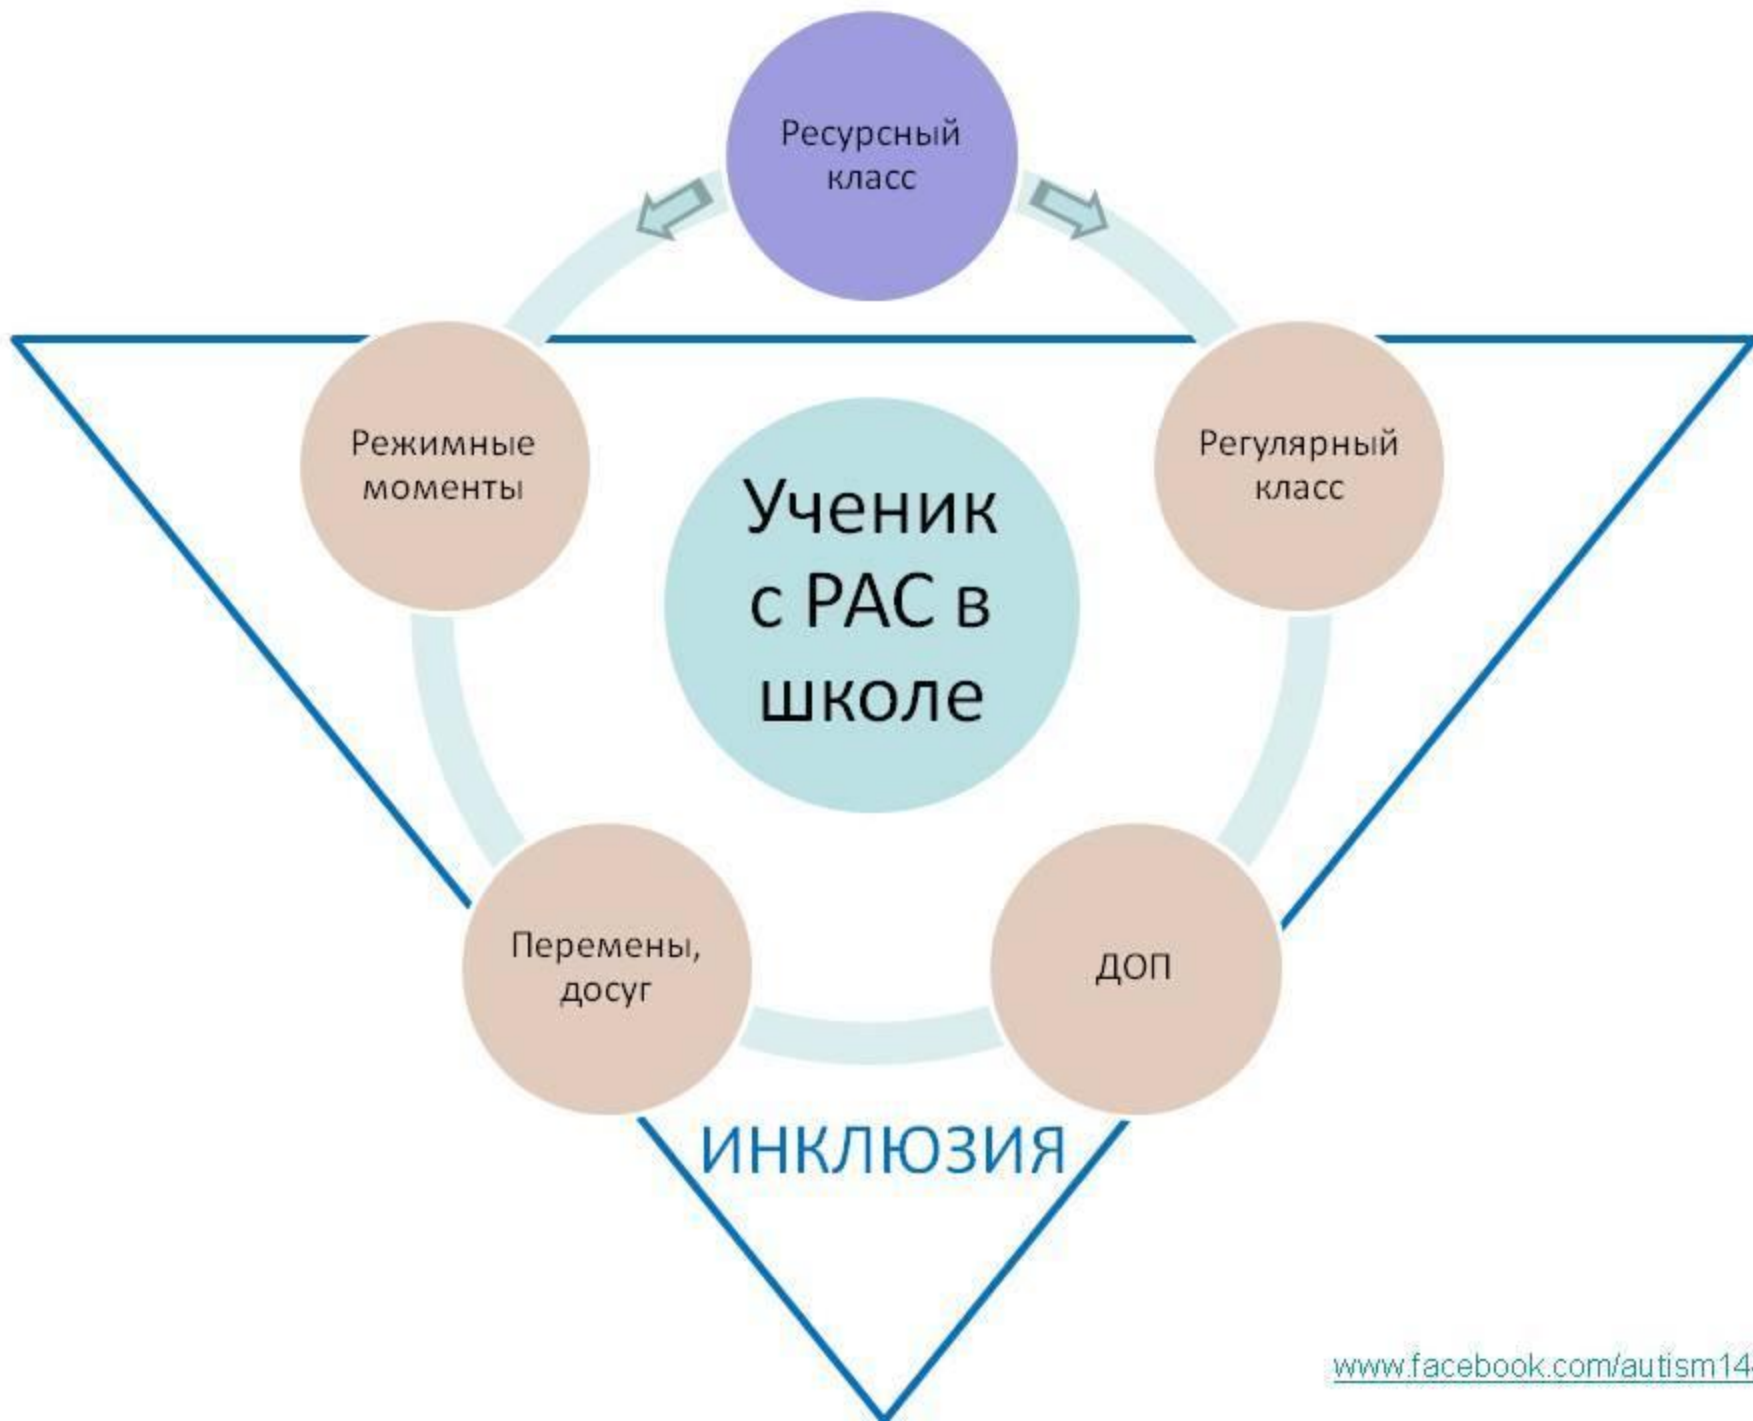 Ресурсный
класс
Режимные
моменты
Регулярный
класс
Ученик
с РАС в
школе
Перемены,
досуг
ДОП
ИНКЛЮЗИЯ
www.facebook.com/autism14